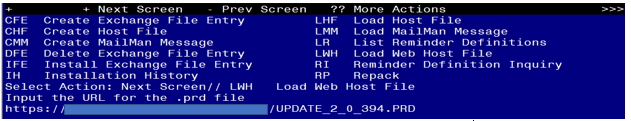 + + Next Screen - Prev Screen ?? More Actions >>>
CFE Create Exchange File Entry LHF Load Host File
CHF Create Host File LMM Load MailMan Message
CMM Create MailMan Message LR List Reminder Definitions
DFE Delete Exchange File Entry LWH Load Web Host File
IFE Install Exchange File Entry RI Reminder Definition Inquiry
IH Installation History RP Repack
Select Action: Next Screen// LWH Load Web Host File
Input the URL for the .prd file
https:// /UPDATE_2_0_394.PRD